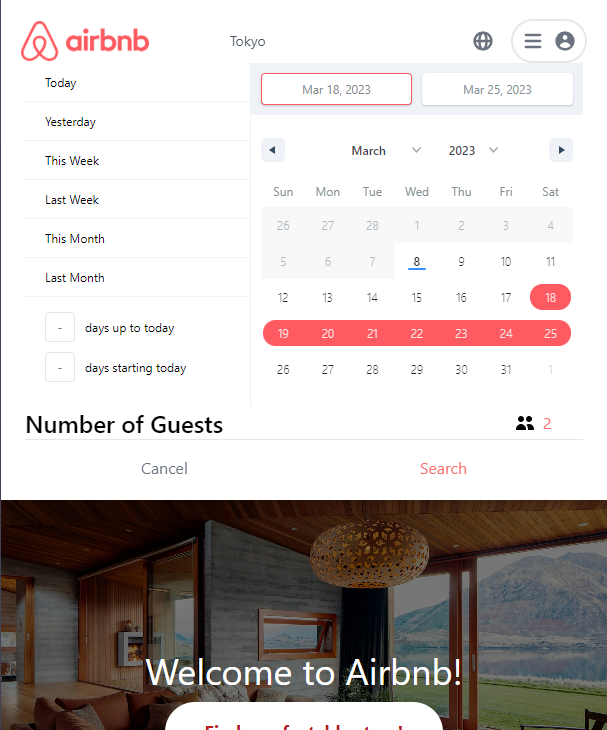 airbnb
Tokyo
Today
Yesterday
This Week
Last Week
This Month
Last Month
- days up to today
- days starting today
Mar 18, 2023 Mar 25, 2023
March 2023
Sun Mon Tue Wed Thu Fri Sat
26 27 28 1 2 3 4
5 6 7 8 9 10 11
12 13 14 15 16 17 18
19 20 21 22 23 24 25
26 27 28 29 30 31 1
Number of Guests 2
Cancel Search
Welcome to Airbnb!